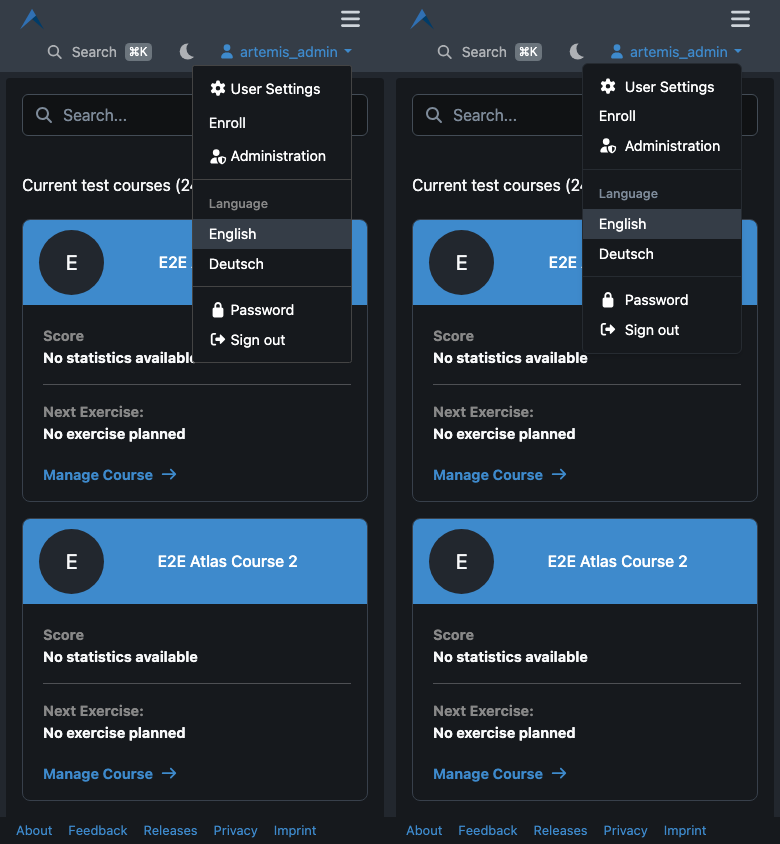 Search ⌘K artemis_admin
User Settings
Search...
Enroll
Administration
Current test courses (24
Language
English
E E2E A
Deutsch
Password
Score
Sign out
No statistics available
Next Exercise:
No exercise planned
Manage Course
E E2E Atlas Course 2
Score
No statistics available
Next Exercise:
No exercise planned
Manage Course
About Feedback Releases Privacy Imprint
Search ⌘K artemis_admin
User Settings
Search...
Enroll
Administration
Current test courses (24
Language
English
E E2E
Deutsch
Password
Sign out
Score
No statistics available
Next Exercise:
No exercise planned
Manage Course
E E2E Atlas Course 2
Score
No statistics available
Next Exercise:
No exercise planned
Manage Course
About Feedback Releases Privacy Imprint